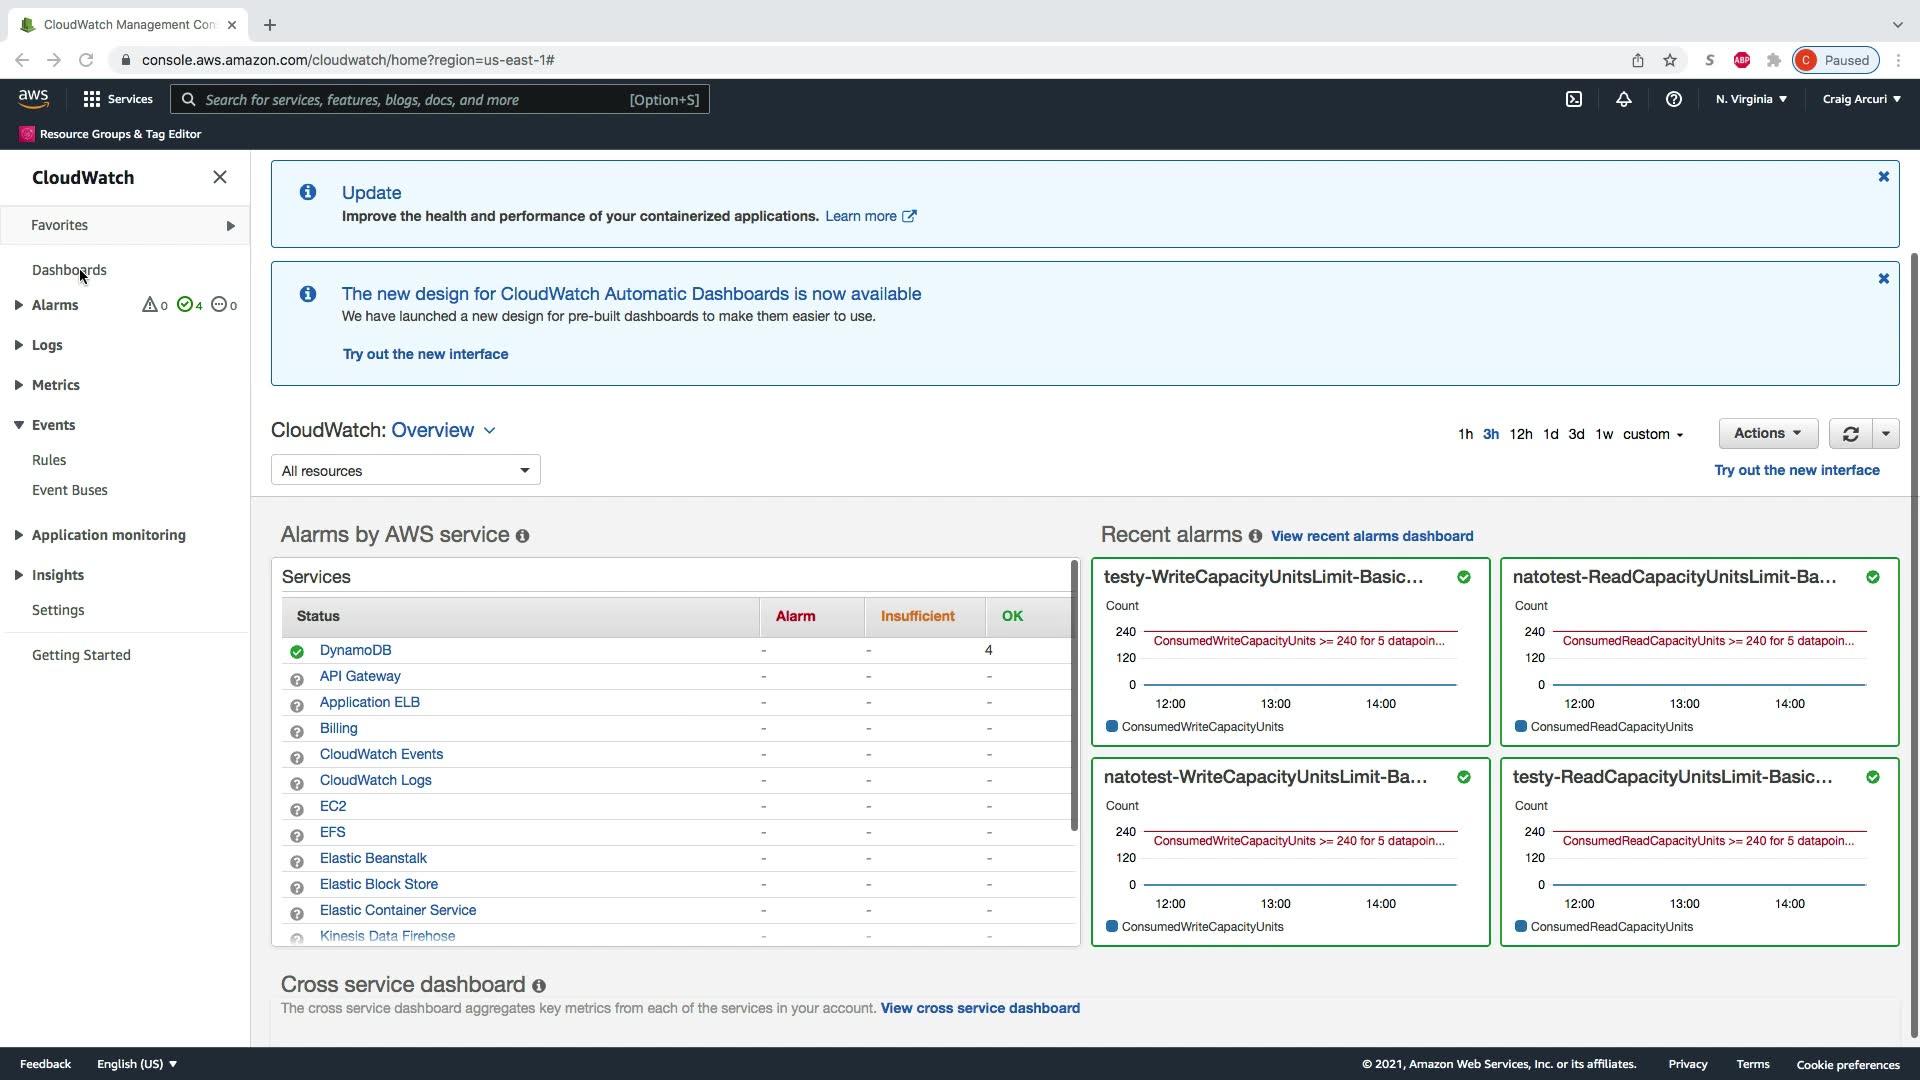 CloudWatch Management Con
console.aws.amazon.com/cloudwatch/home?region=us-east-1#
S
ABP
C Paused
aws
Services
Search for services, features, blogs, docs, and more [Option+S]
N. Virginia
Craig Arcuri
Resource Groups & Tag Editor
CloudWatch
Favorites
Dashboards
Alarms 0 4 0
Logs
Metrics
Events
Rules
Event Buses
Application monitoring
Insights
Settings
Getting Started
Update
Improve the health and performance of your containerized applications. Learn more
The new design for CloudWatch Automatic Dashboards is now available
We have launched a new design for pre-built dashboards to make them easier to use.
Try out the new interface
CloudWatch: Overview
1h 3h 12h 1d 3d 1w custom
Actions
All resources
Try out the new interface
Alarms by AWS service
Services
Status Alarm Insufficient OK
DynamoDB - - 4
API Gateway - - -
Application ELB - - -
Billing - - -
CloudWatch Events - - -
CloudWatch Logs - - -
EC2 - - -
EFS - - -
Elastic Beanstalk - - -
Elastic Block Store - - -
Elastic Container Service - - -
Kinesis Data Firehose - - -
Recent alarms View recent alarms dashboard
testy-WriteCapacityUnitsLimit-Basic...
Count
240
ConsumedWriteCapacityUnits >= 240 for 5 datapoin...
120
0
12:00 13:00 14:00
ConsumedWriteCapacityUnits
natotest-ReadCapacityUnitsLimit-Ba...
Count
240
ConsumedReadCapacityUnits >= 240 for 5 datapoin...
120
0
12:00 13:00 14:00
ConsumedReadCapacityUnits
natotest-WriteCapacityUnitsLimit-Ba...
Count
240
ConsumedWriteCapacityUnits >= 240 for 5 datapoin...
120
0
12:00 13:00 14:00
ConsumedWriteCapacityUnits
testy-ReadCapacityUnitsLimit-Basic...
Count
240
ConsumedReadCapacityUnits >= 240 for 5 datapoin...
120
0
12:00 13:00 14:00
ConsumedReadCapacityUnits
Cross service dashboard
The cross service dashboard aggregates key metrics from each of the services in your account. View cross service dashboard
Feedback
English (US)
© 2021, Amazon Web Services, Inc. or its affiliates.
Privacy
Terms
Cookie preferences